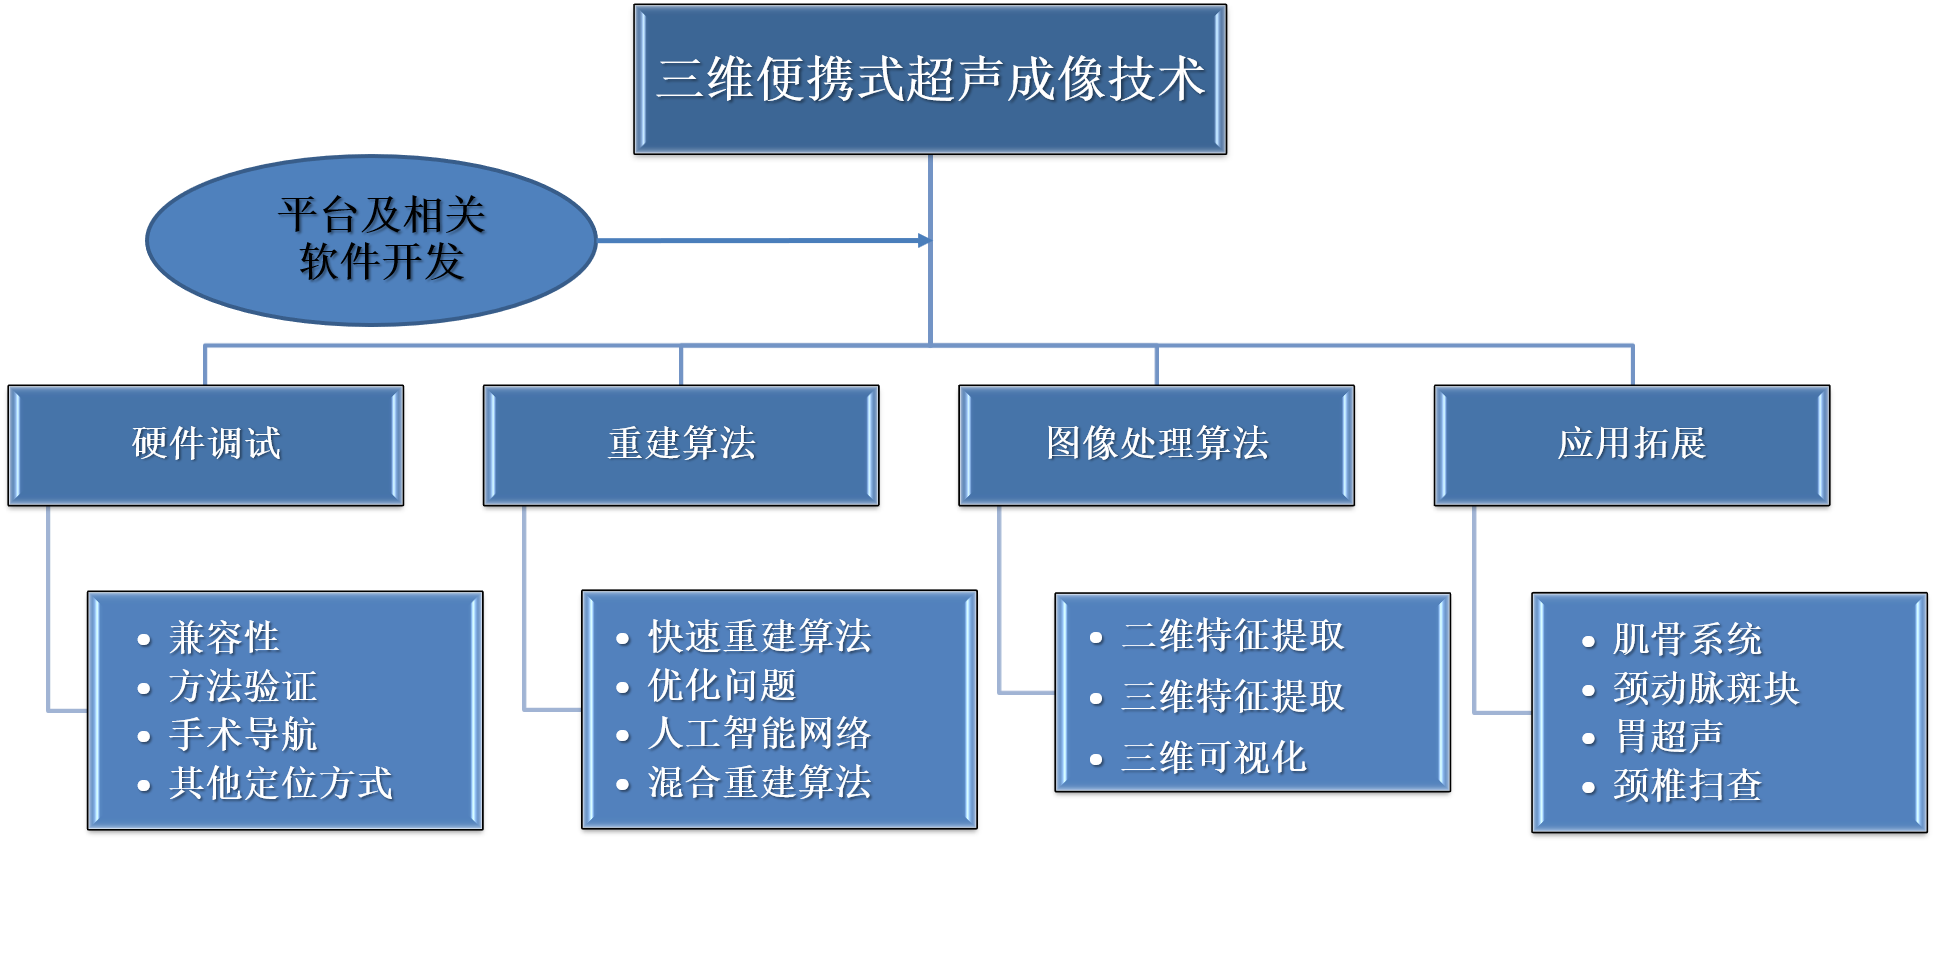 三维便携式超声成像技术
平台及相关
软件开发
硬件调试
重建算法
图像处理算法
应用拓展
• 兼容性
• 方法验证
• 手术导航
• 其他定位方式
• 快速重建算法
• 优化问题
• 人工智能网络
• 混合重建算法
• 二维特征提取
• 三维特征提取
• 三维可视化
• 肌骨系统
• 颈动脉斑块
• 胃超声
• 颈椎扫查